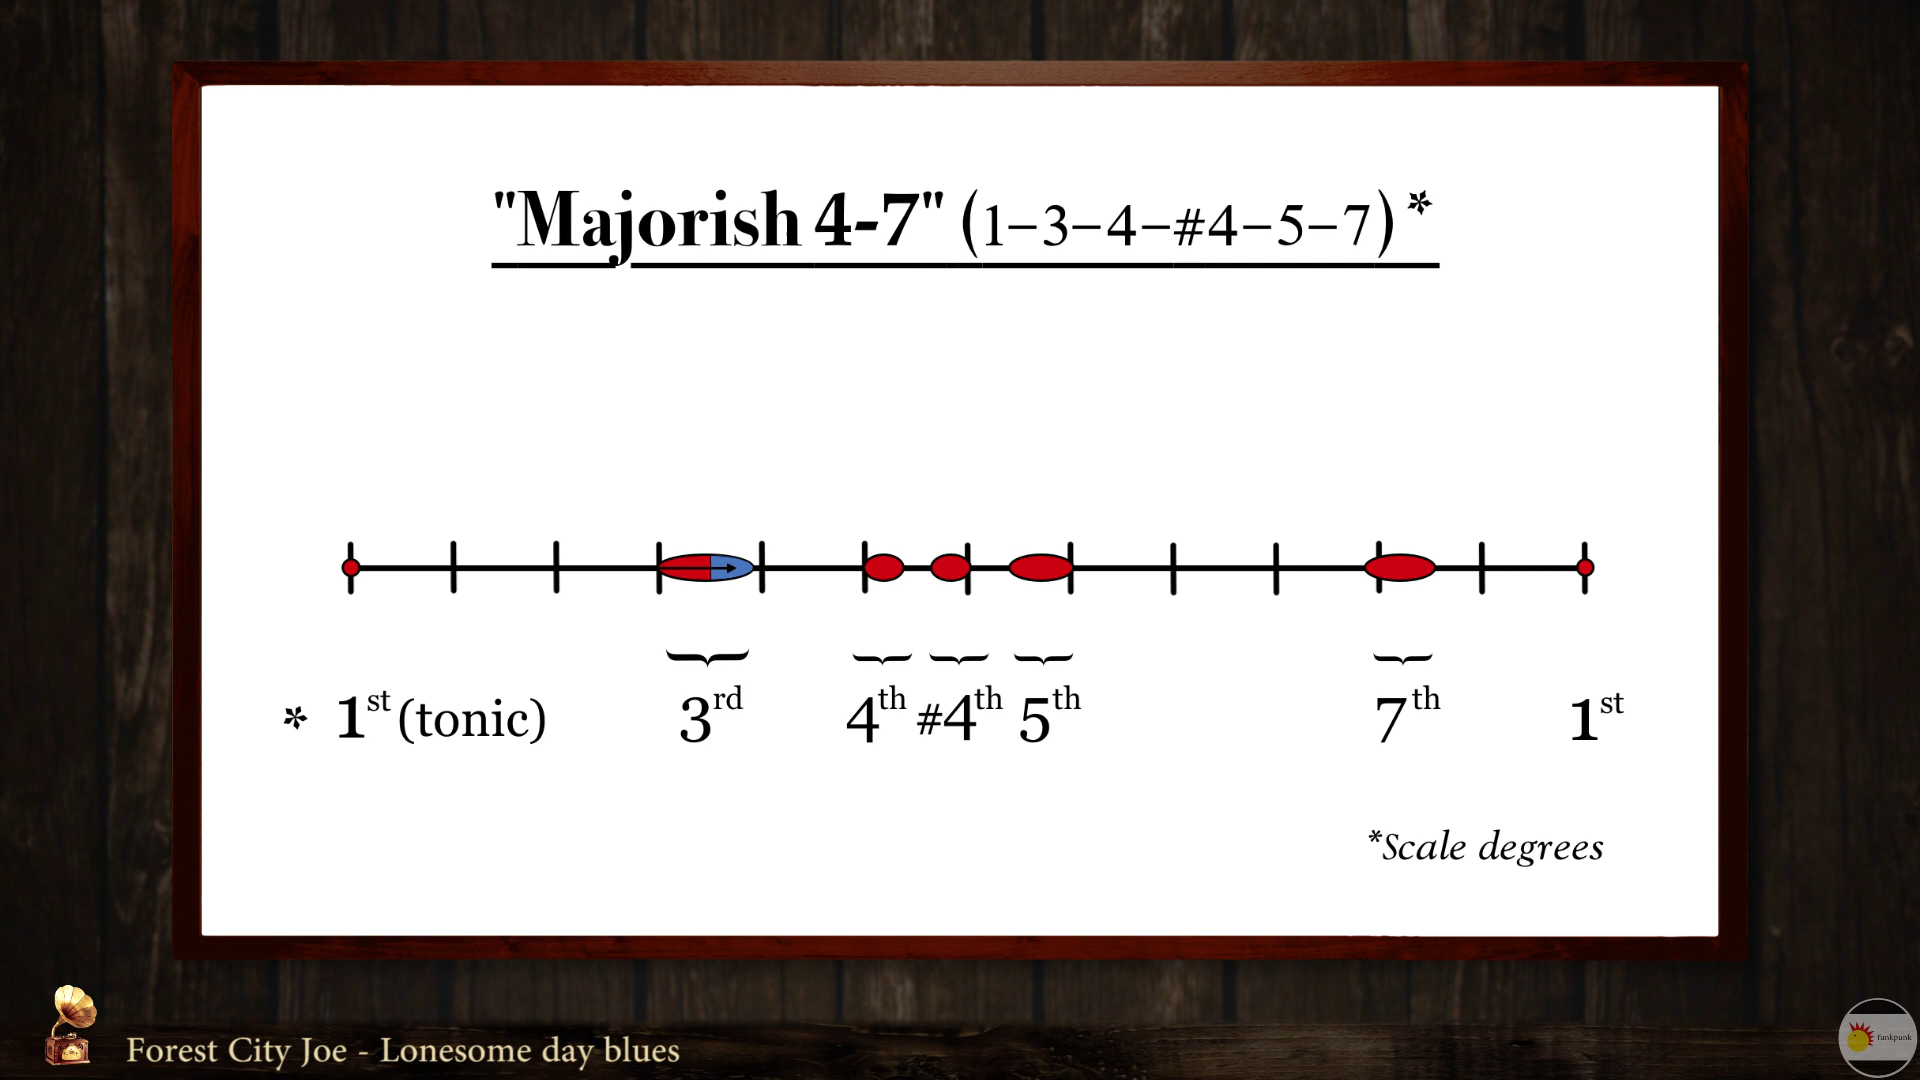 "Majorish 4-7" (1–3–4–#4–5–7)*
* 1st (tonic) 3rd 4th #4th 5th 7th 1st
*Scale degrees
Forest City Joe - Lonesome day blues
funkpunk